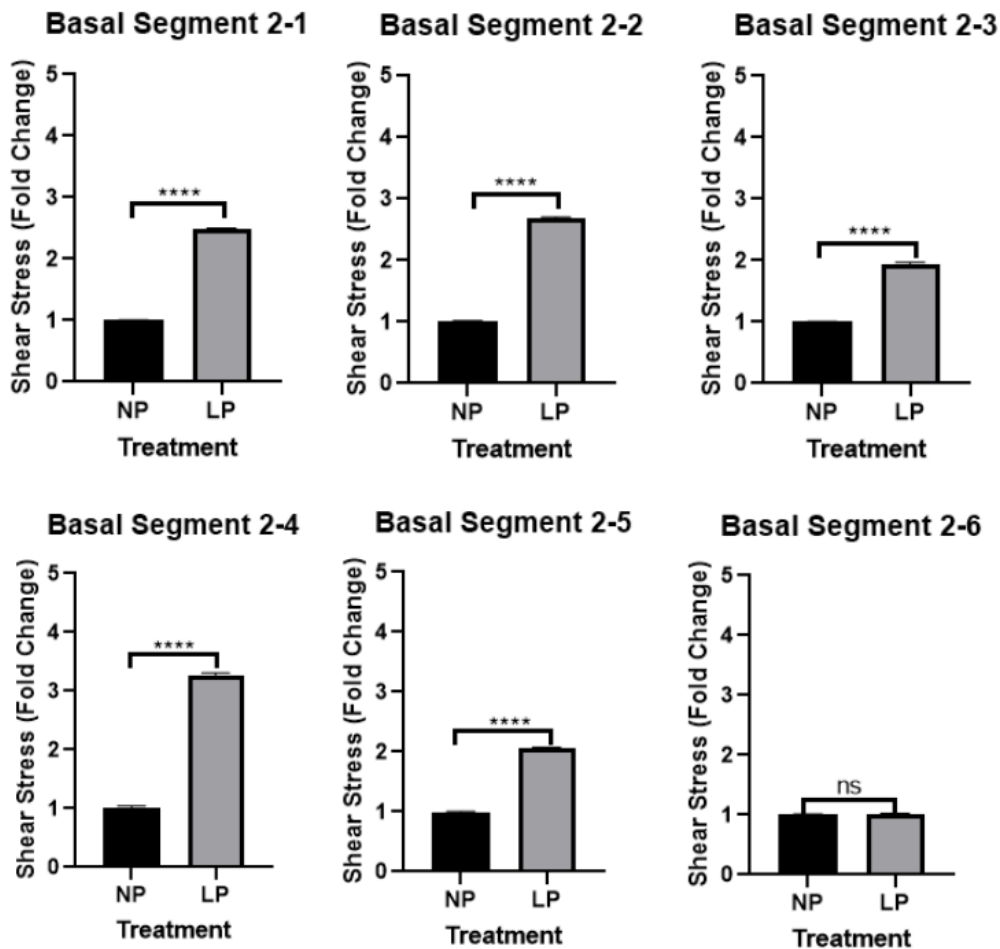 Basal Segment 2-1
Shear Stress (Fold Change)
5
4
3
2
1
0
****
NP LP
Treatment
Basal Segment 2-2
Shear Stress (Fold Change)
5
4
3
2
1
0
****
NP LP
Treatment
Basal Segment 2-3
Shear Stress (Fold Change)
5
4
3
2
1
0
****
NP LP
Treatment
Basal Segment 2-4
Shear Stress (Fold Change)
5
4
3
2
1
0
****
NP LP
Treatment
Basal Segment 2-5
Shear Stress (Fold Change)
5
4
3
2
1
0
****
NP LP
Treatment
Basal Segment 2-6
Shear Stress (Fold Change)
5
4
3
2
1
0
ns
NP LP
Treatment